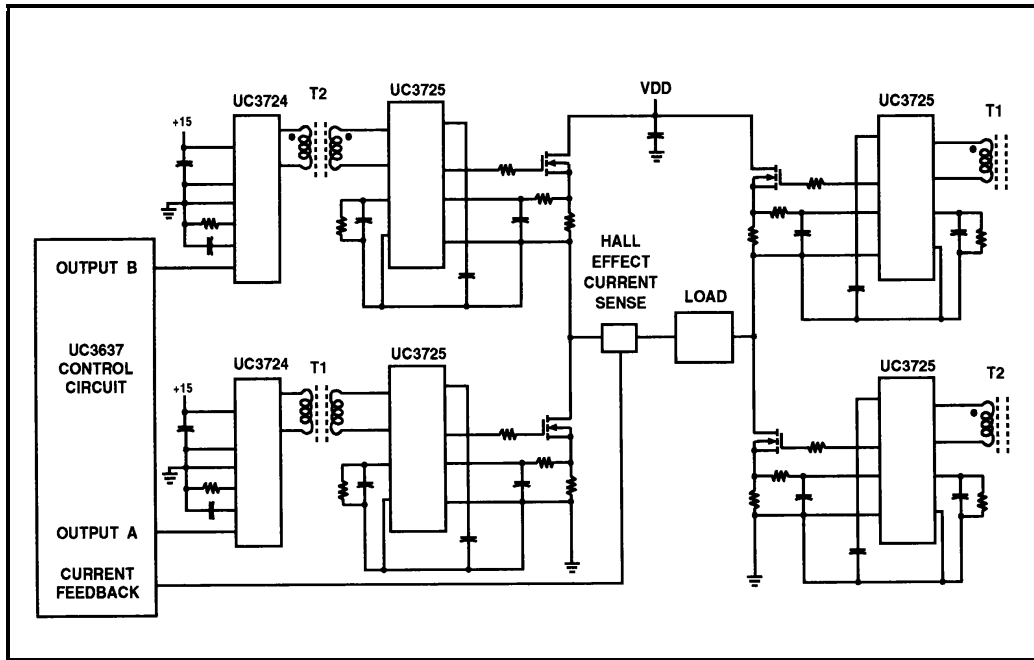 UC3724
T2
UC3725
VDD
UC3725
T1
+15
OUTPUT B
HALL
EFFECT
CURRENT
SENSE
LOAD
UC3637
CONTROL
CIRCUIT
UC3724
T1
UC3725
UC3725
T2
+15
OUTPUT A
CURRENT
FEEDBACK